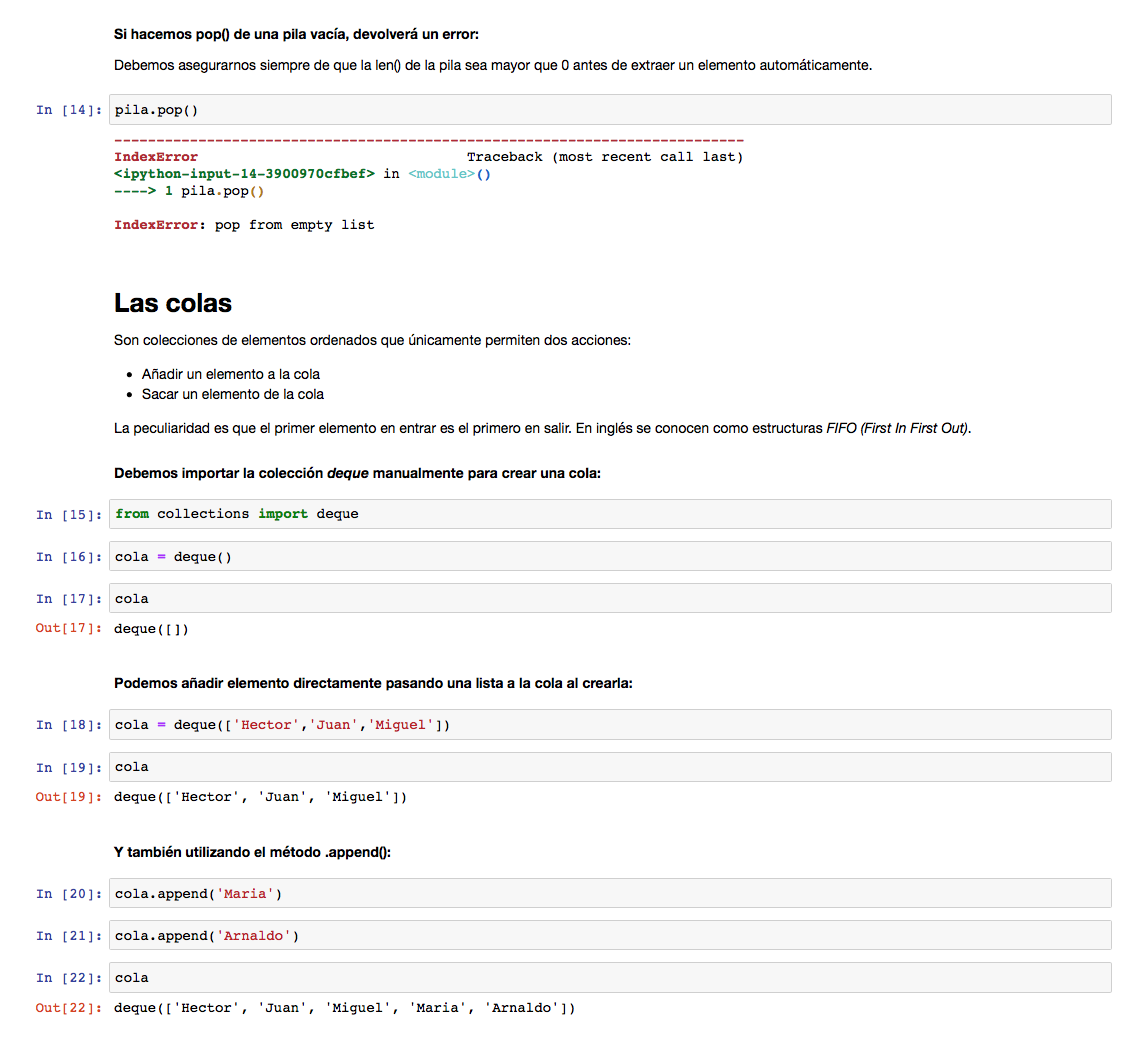 Si hacemos pop() de una pila vacía, devolverá un error:
Debemos asegurarnos siempre de que la len() de la pila sea mayor que 0 antes de extraer un elemento automáticamente.
In [14]: pila.pop()
---------------------------------------------------------------------------
IndexError                                Traceback (most recent call last)
<ipython-input-14-3900970cfbef> in <module>()
----> 1 pila.pop()
IndexError: pop from empty list
Las colas
Son colecciones de elementos ordenados que únicamente permiten dos acciones:
• Añadir un elemento a la cola
• Sacar un elemento de la cola
La peculiaridad es que el primer elemento en entrar es el primero en salir. En inglés se conocen como estructuras FIFO (First In First Out).
Debemos importar la colección deque manualmente para crear una cola:
In [15]: from collections import deque
In [16]: cola = deque()
In [17]: cola
Out[17]: deque([])
Podemos añadir elemento directamente pasando una lista a la cola al crearla:
In [18]: cola = deque(['Hector','Juan','Miguel'])
In [19]: cola
Out[19]: deque(['Hector', 'Juan', 'Miguel'])
Y también utilizando el método .append():
In [20]: cola.append('Maria')
In [21]: cola.append('Arnaldo')
In [22]: cola
Out[22]: deque(['Hector', 'Juan', 'Miguel', 'Maria', 'Arnaldo'])